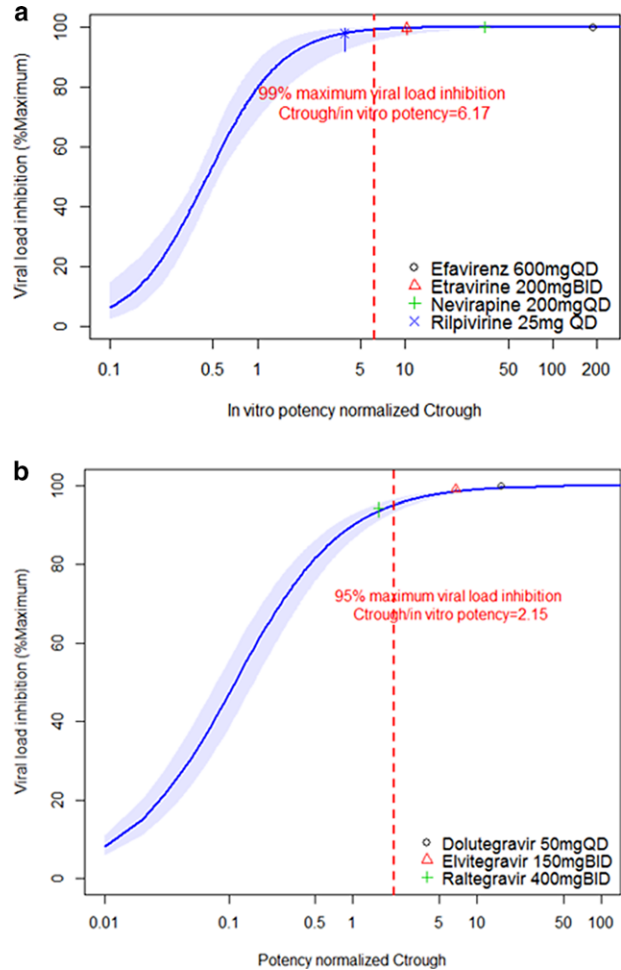 a
Viral load inhibition (%Maximum)
100
80
60
40
20
0
99% maximum viral load inhibition
Ctrough/in vitro potency=6.17
Efavirenz 600mgQD
Etravirine 200mgBID
Nevirapine 200mgQD
Rilpivirine 25mg QD
0.1 0.5 1 5 10 50 100 200
In vitro potency normalized Ctrough
b
Viral load inhibition (%Maximum)
100
80
60
40
20
0
95% maximum viral load inhibition
Ctrough/in vitro potency=2.15
Dolutegravir 50mgQD
Elvitegravir 150mgBID
Raltegravir 400mgBID
0.01 0.1 0.5 1 5 10 100
Potency normalized Ctrough